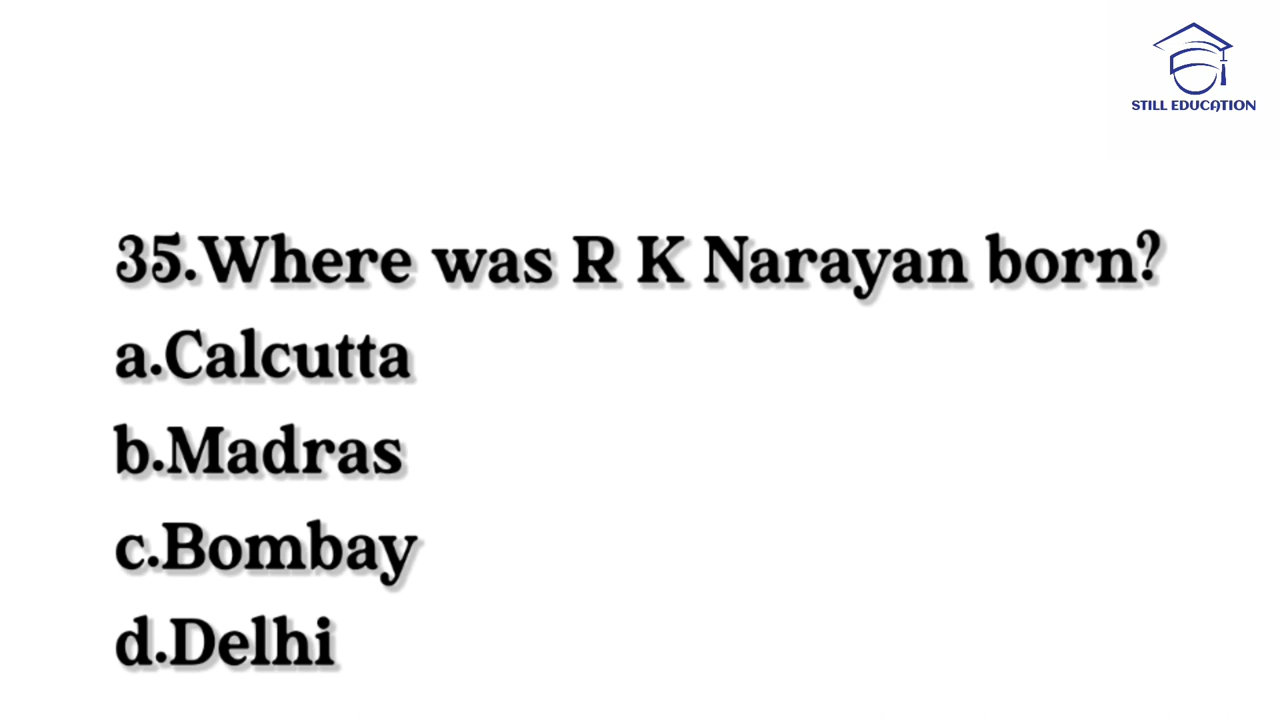 STILL EDUCATION
35.Where was R K Narayan born?
a.Calcutta
b.Madras
c.Bombay
d.Delhi